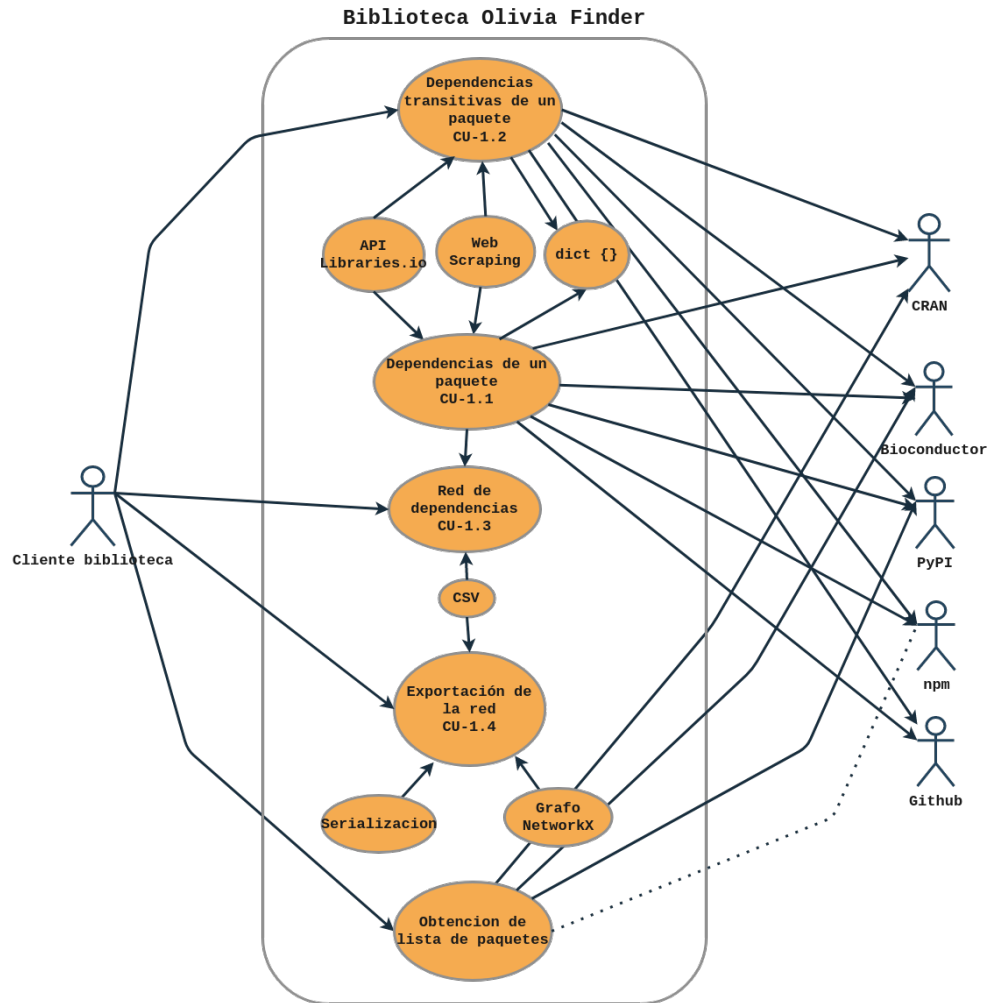 Biblioteca Olivia Finder
Dependencias
transitivas de un
paquete
CU-1.2
API
Libraries.io
Web
Scraping
dict {}
CRAN
Dependencias de un
paquete
CU-1.1
Bioconductor
Red de
dependencias
CU-1.3
Cliente biblioteca
PyPI
CSV
npm
Exportación de
la red
CU-1.4
Github
Serializacion
Grafo
NetworkX
Obtencion de
lista de paquetes